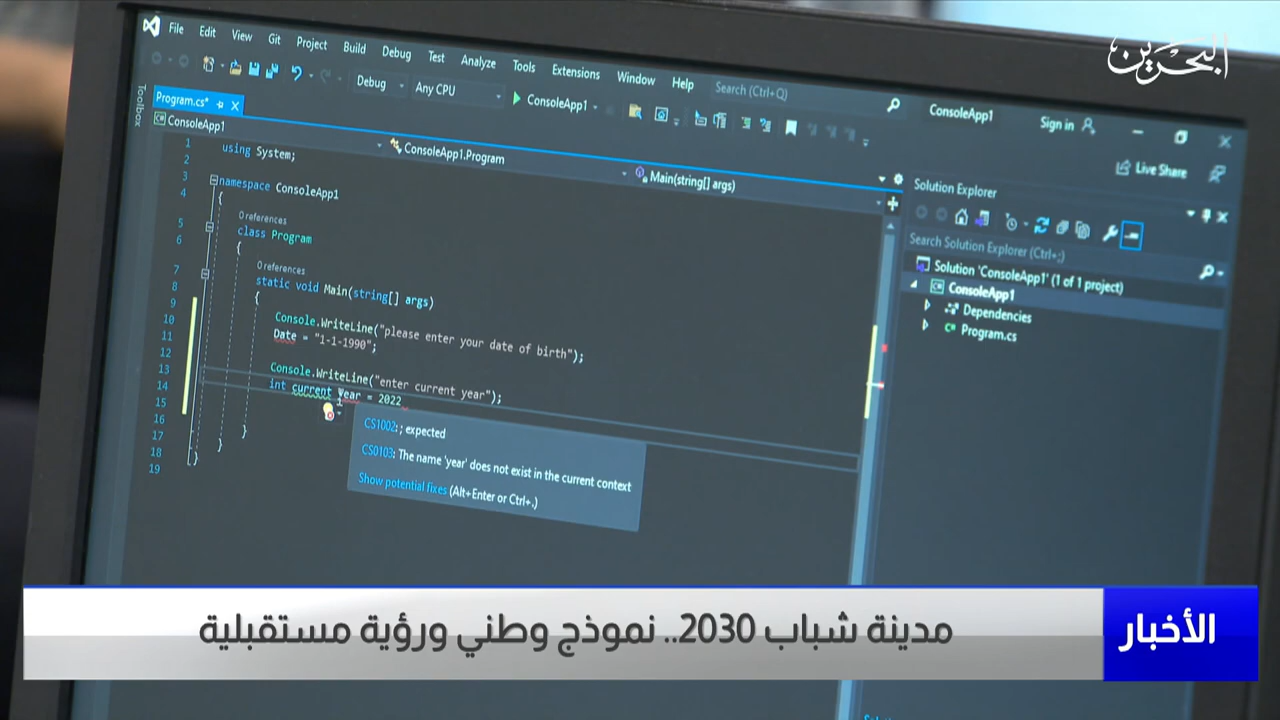 File Edit View Git Project Build Debug Test Analyze Tools Extensions Window Help Search (Ctrl+Q) ConsoleApp1 Sign in
البحرين
Debug Any CPU ConsoleApp1
Live Share
Toolbox
Program.cs*
ConsoleApp1 ConsoleApp1.Program Main(string[] args)
1 using System;
2
3 namespace ConsoleApp1
4 {
0 references
5 class Program
6 {
0 references
7 static void Main(string[] args)
8 {
9 Console.WriteLine("please enter your date of birth");
10 Date = "1-1-1990";
11
12 Console.WriteLine("enter current year");
13 int current year = 2022
14
15
16 }
17 }
18 }
19
CS1002: ; expected
CS0103: The name 'year' does not exist in the current context
Show potential fixes (Alt+Enter or Ctrl+.)
Solution Explorer
Search Solution Explorer (Ctrl+;)
Solution 'ConsoleApp1' (1 of 1 project)
ConsoleApp1
Dependencies
Program.cs
الأخبار
مدينة شباب 2030.. نموذج وطني ورؤية مستقبلية